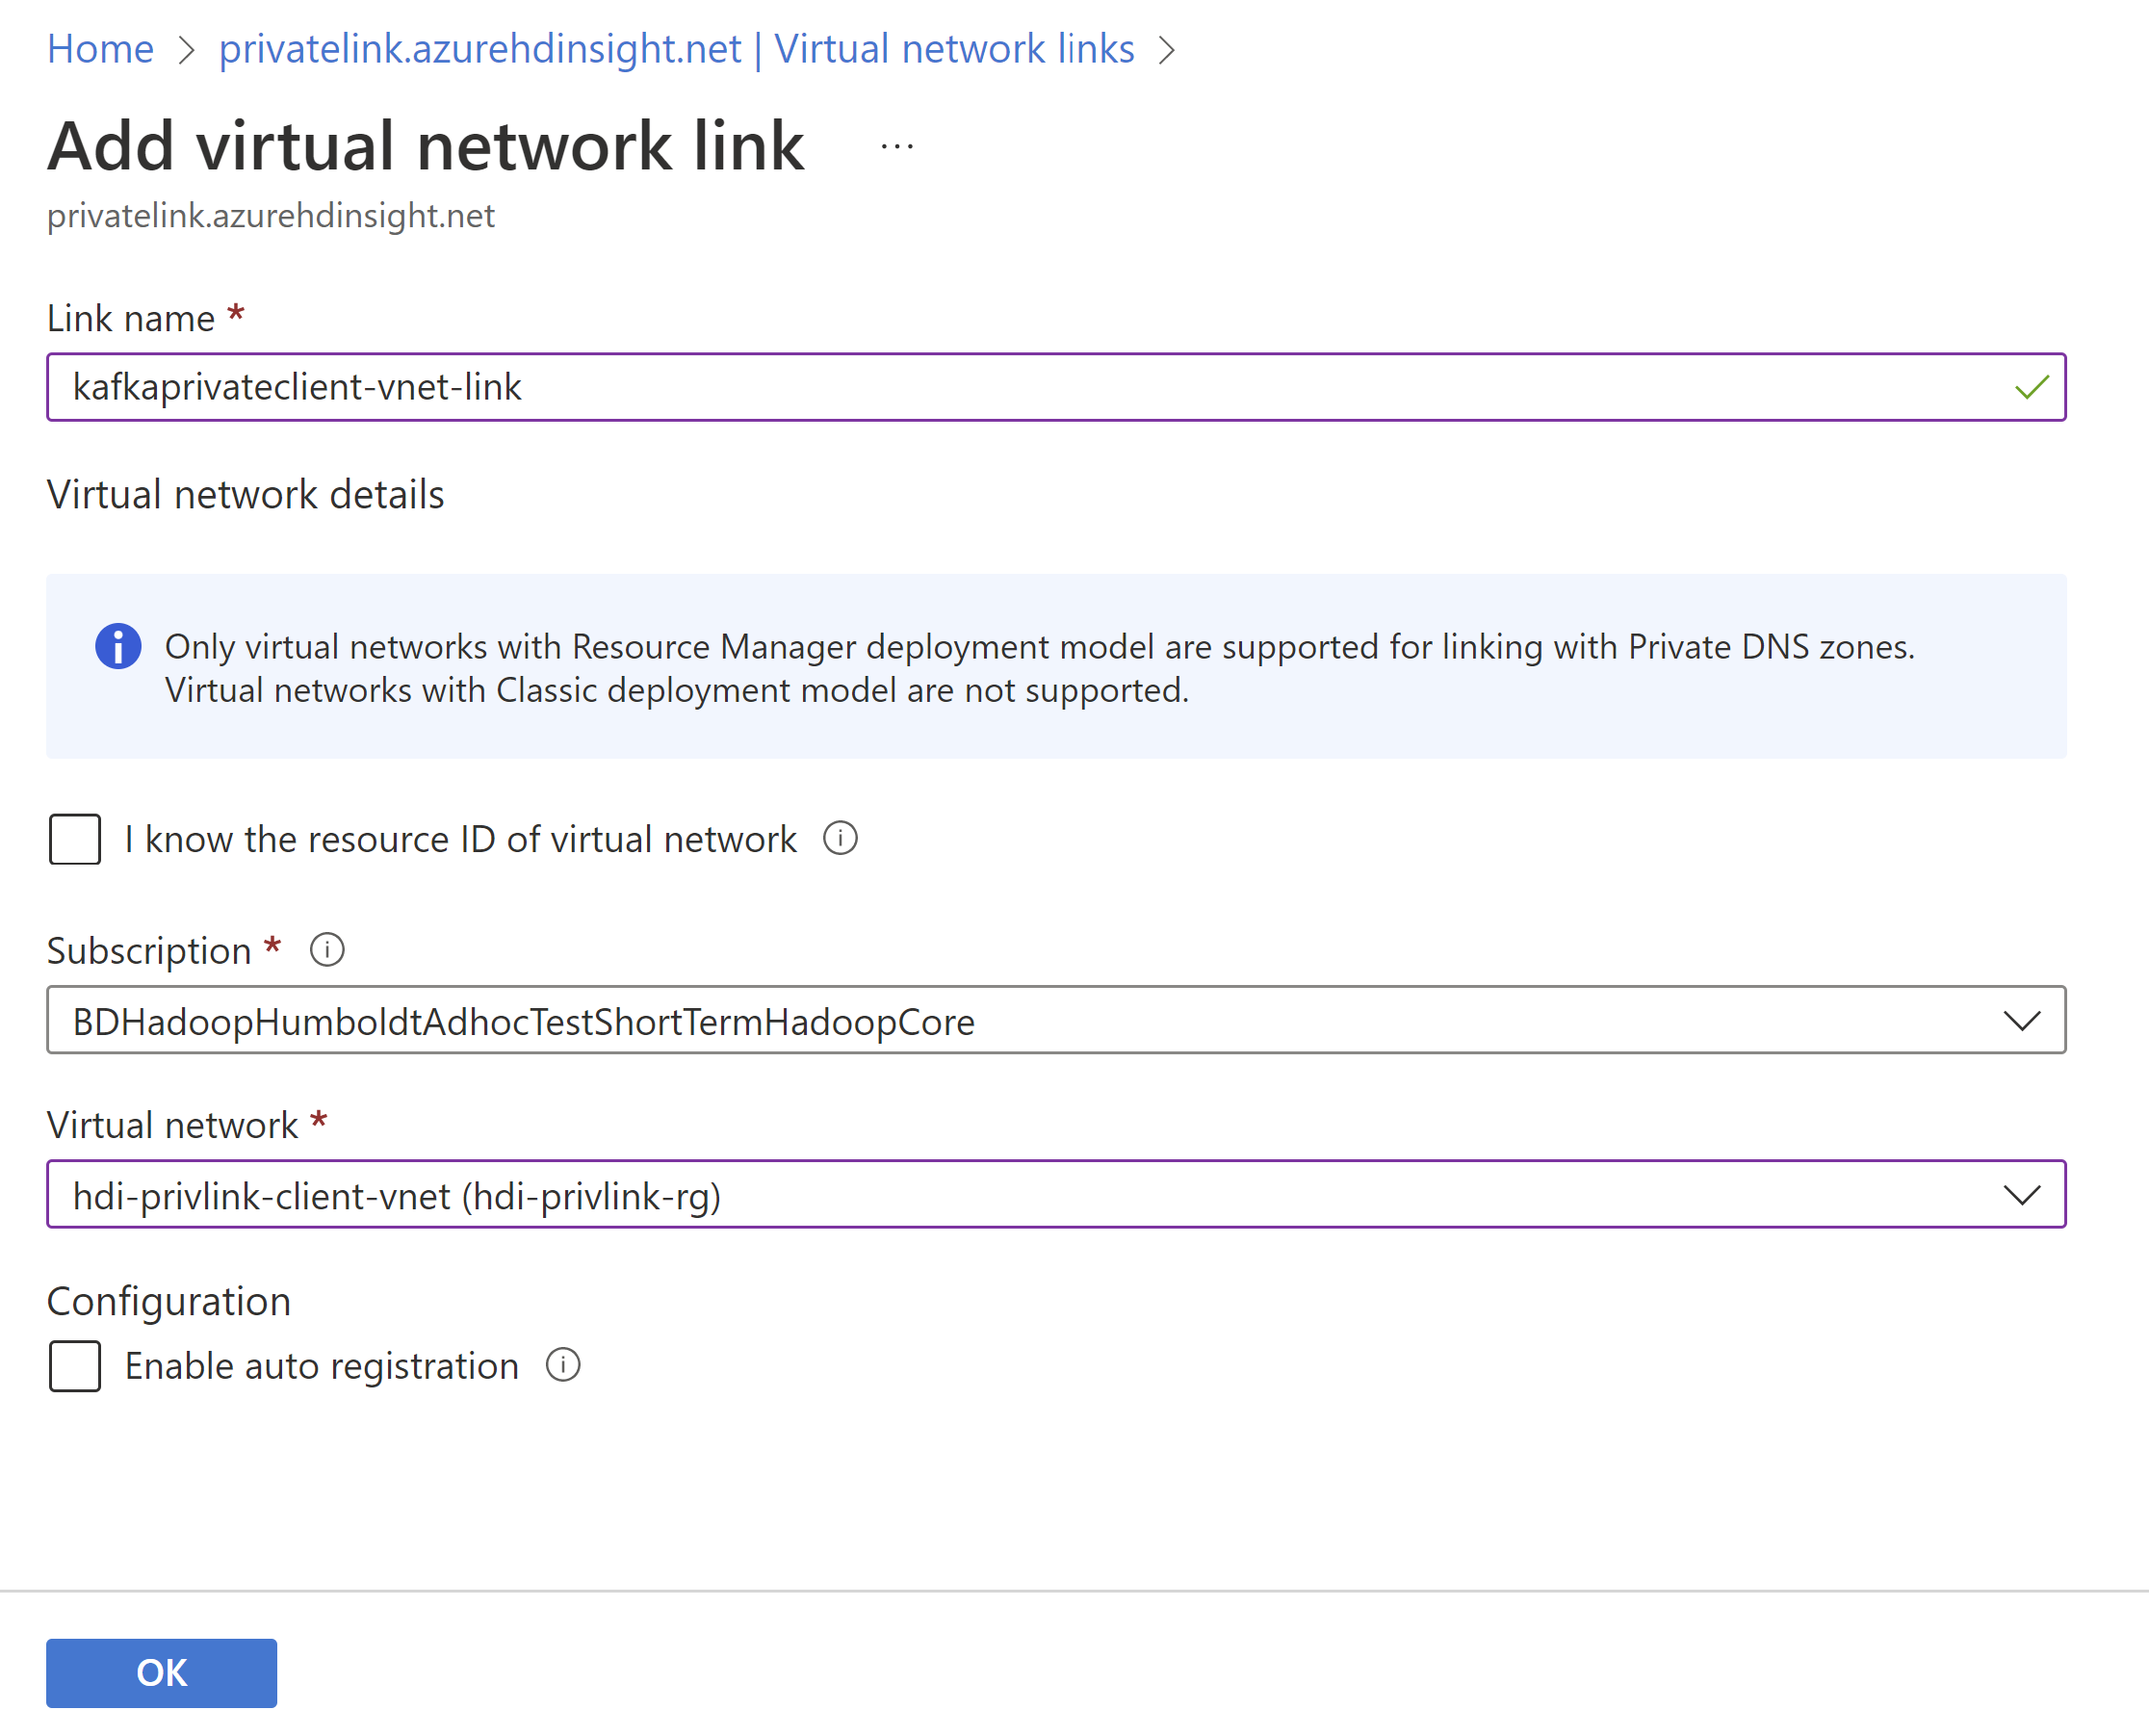 Home > privatelink.azurehdinsight.net | Virtual network links >
Add virtual network link ...
privatelink.azurehdinsight.net
Link name *
kafkaprivateclient-vnet-link
Virtual network details
Only virtual networks with Resource Manager deployment model are supported for linking with Private DNS zones.
Virtual networks with Classic deployment model are not supported.
I know the resource ID of virtual network
Subscription *
BDHadoopHumboldtAdhocTestShortTermHadoopCore
Virtual network *
hdi-privlink-client-vnet (hdi-privlink-rg)
Configuration
Enable auto registration
OK